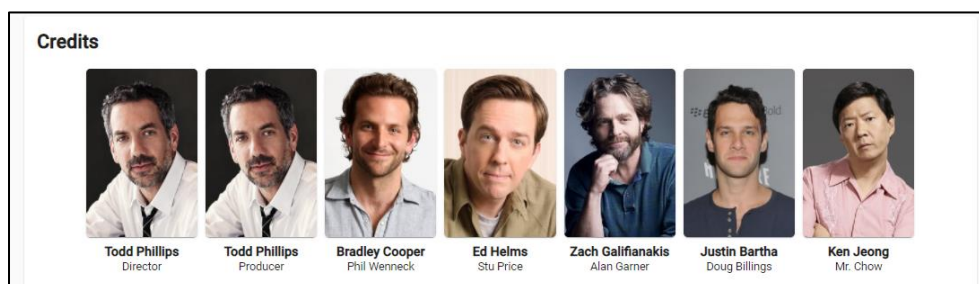 Credits
Bold
Todd Phillips
Director
Todd Phillips
Producer
Bradley Cooper
Phil Wenneck
Ed Helms
Stu Price
Zach Galifianakis
Alan Garner
Justin Bartha
Doug Billings
Ken Jeong
Mr. Chow